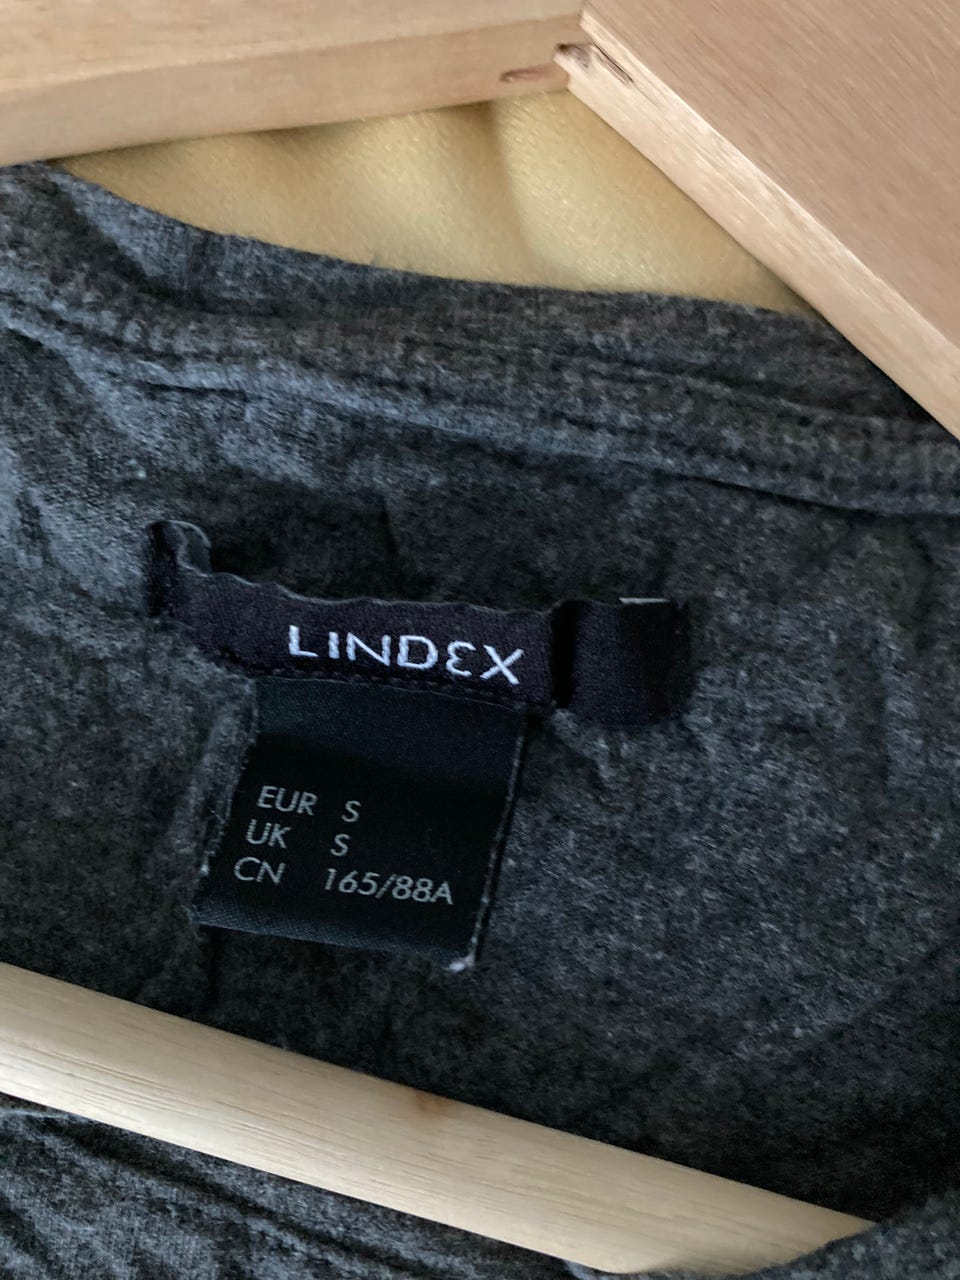 LINDEX
EUR S
UK S
CN 165/88A